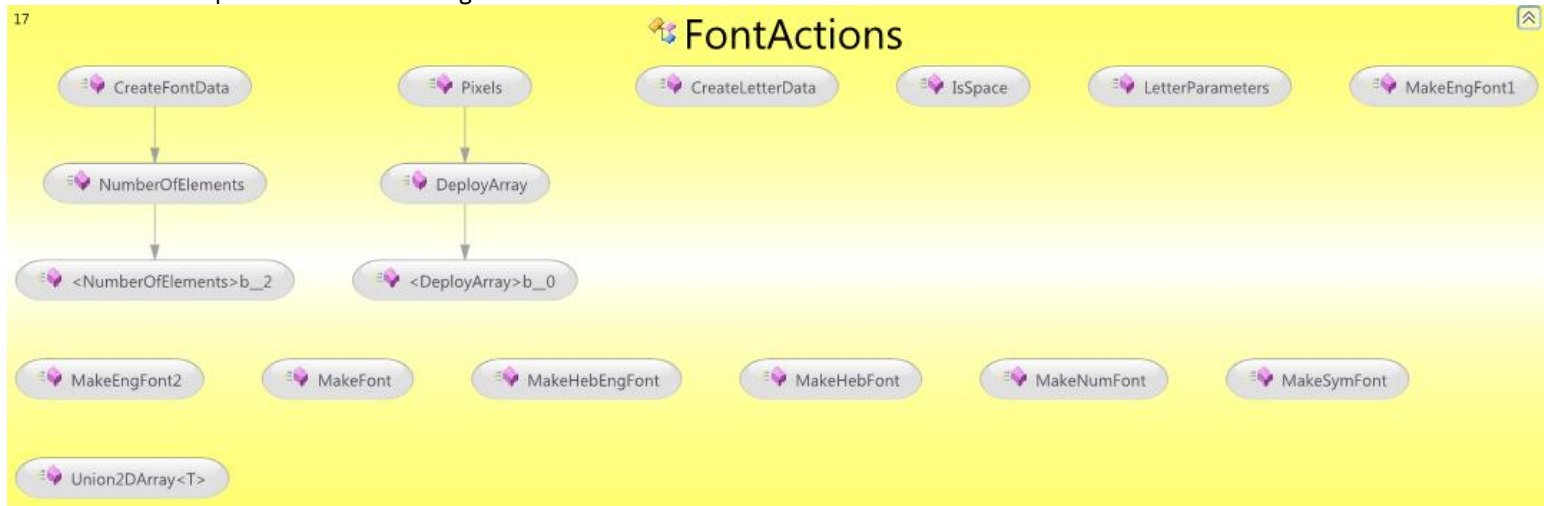 17
FontActions
CreateFontData Pixels CreateLetterData IsSpace LetterParameters MakeEngFont1
NumberOfElements DeployArray
<NumberOfElements>b__2 <DeployArray>b__0
MakeEngFont2 MakeFont MakeHebEngFont MakeHebFont MakeNumFont MakeSymFont
Union2DArray<T>